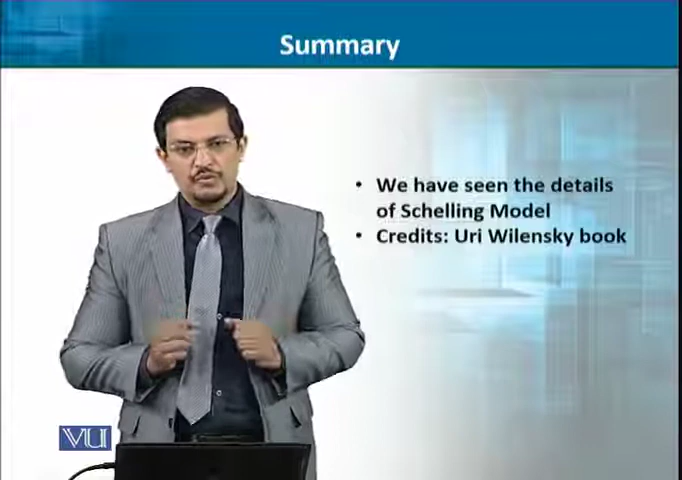 Summary
• We have seen the details
of Schelling Model
• Credits: Uri Wilensky book
VU